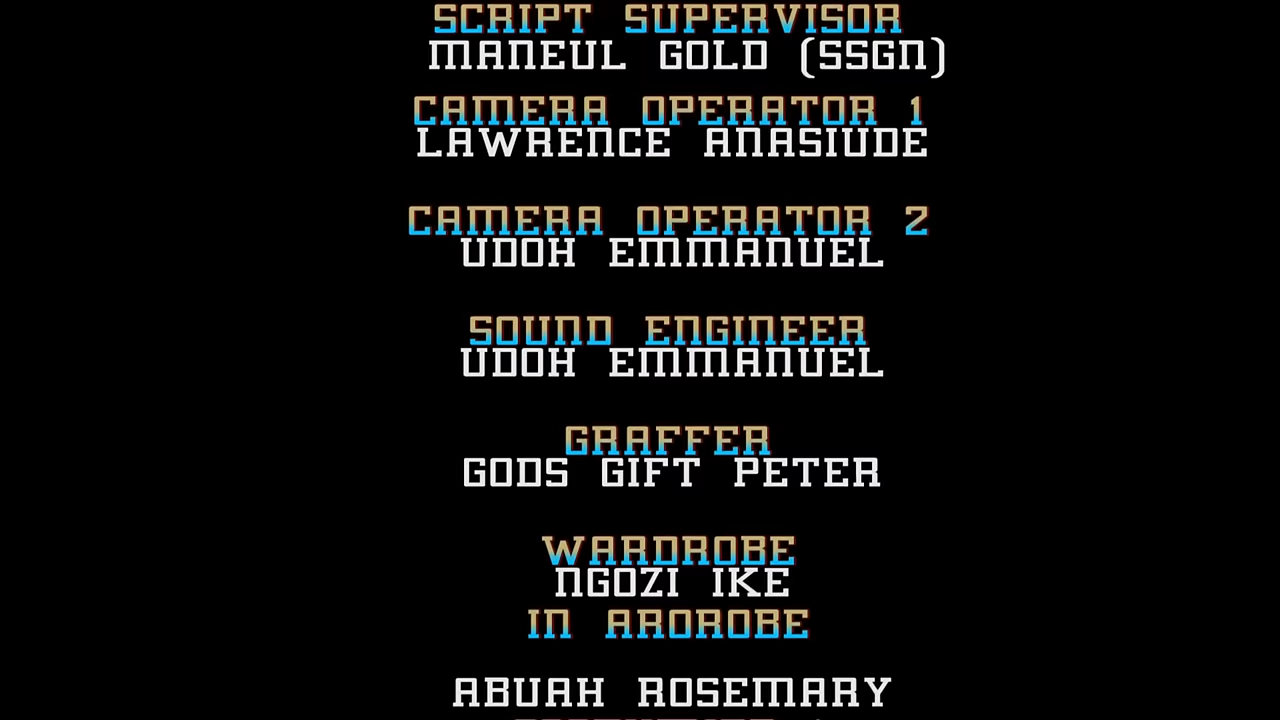 SCRIPT SUPERVISOR
MANEUL GOLD (SSGN)
CAMERA OPERATOR 1
LAWRENCE ANASIUDE
CAMERA OPERATOR 2
UDOH EMMANUEL
SOUND ENGINEER
UDOH EMMANUEL
GRAFFER
GODS GIFT PETER
WARDROBE
NGOZI IKE
IN AROROBE
ABUAH ROSEMARY